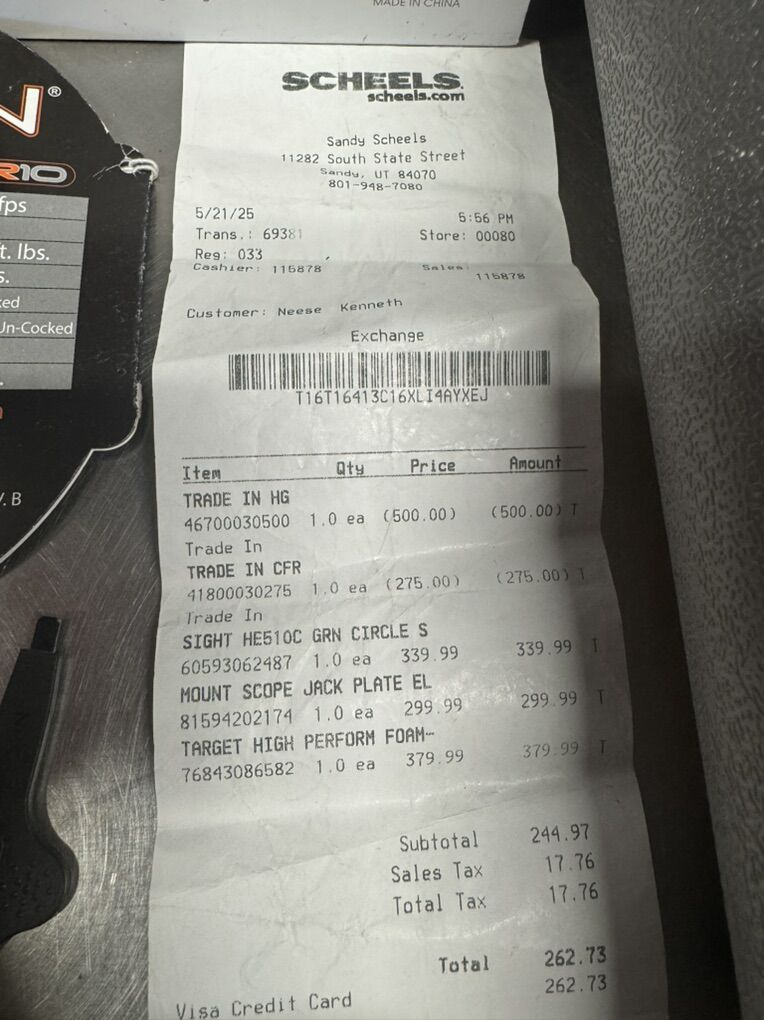 MADE IN CHINA
N®
R10
fps
t. lbs.
s.
ked
Un-Cocked
V. B
SCHEELS.
scheels.com
Sandy Scheels
11282 South State Street
Sandy, UT 84070
801-948-7080
5/21/25 5:56 PM
Trans.: 69381 Store: 00080
Reg: 033
Cashier: 115878 Sales:
115878
Customer: Neese Kenneth
Exchange
T16T16413C16XLI4AYXEJ
Item Qty Price Amount
TRADE IN HG
46700030500 1.0 ea (500.00) (500.00) T
Trade In
TRADE IN CFR
41800030275 1.0 ea (275.00) (275.00) T
Trade In
SIGHT HE510C GRN CIRCLE S
60593062487 1.0 ea 339.99 339.99 T
MOUNT SCOPE JACK PLATE EL
81594202174 1.0 ea 299.99 299.99 T
TARGET HIGH PERFORM FOAM-
76843086582 1.0 ea 379.99 379.99 T
Subtotal 244.97
Sales Tax 17.76
Total Tax 17.76
Total 262.73
Visa Credit Card 262.73